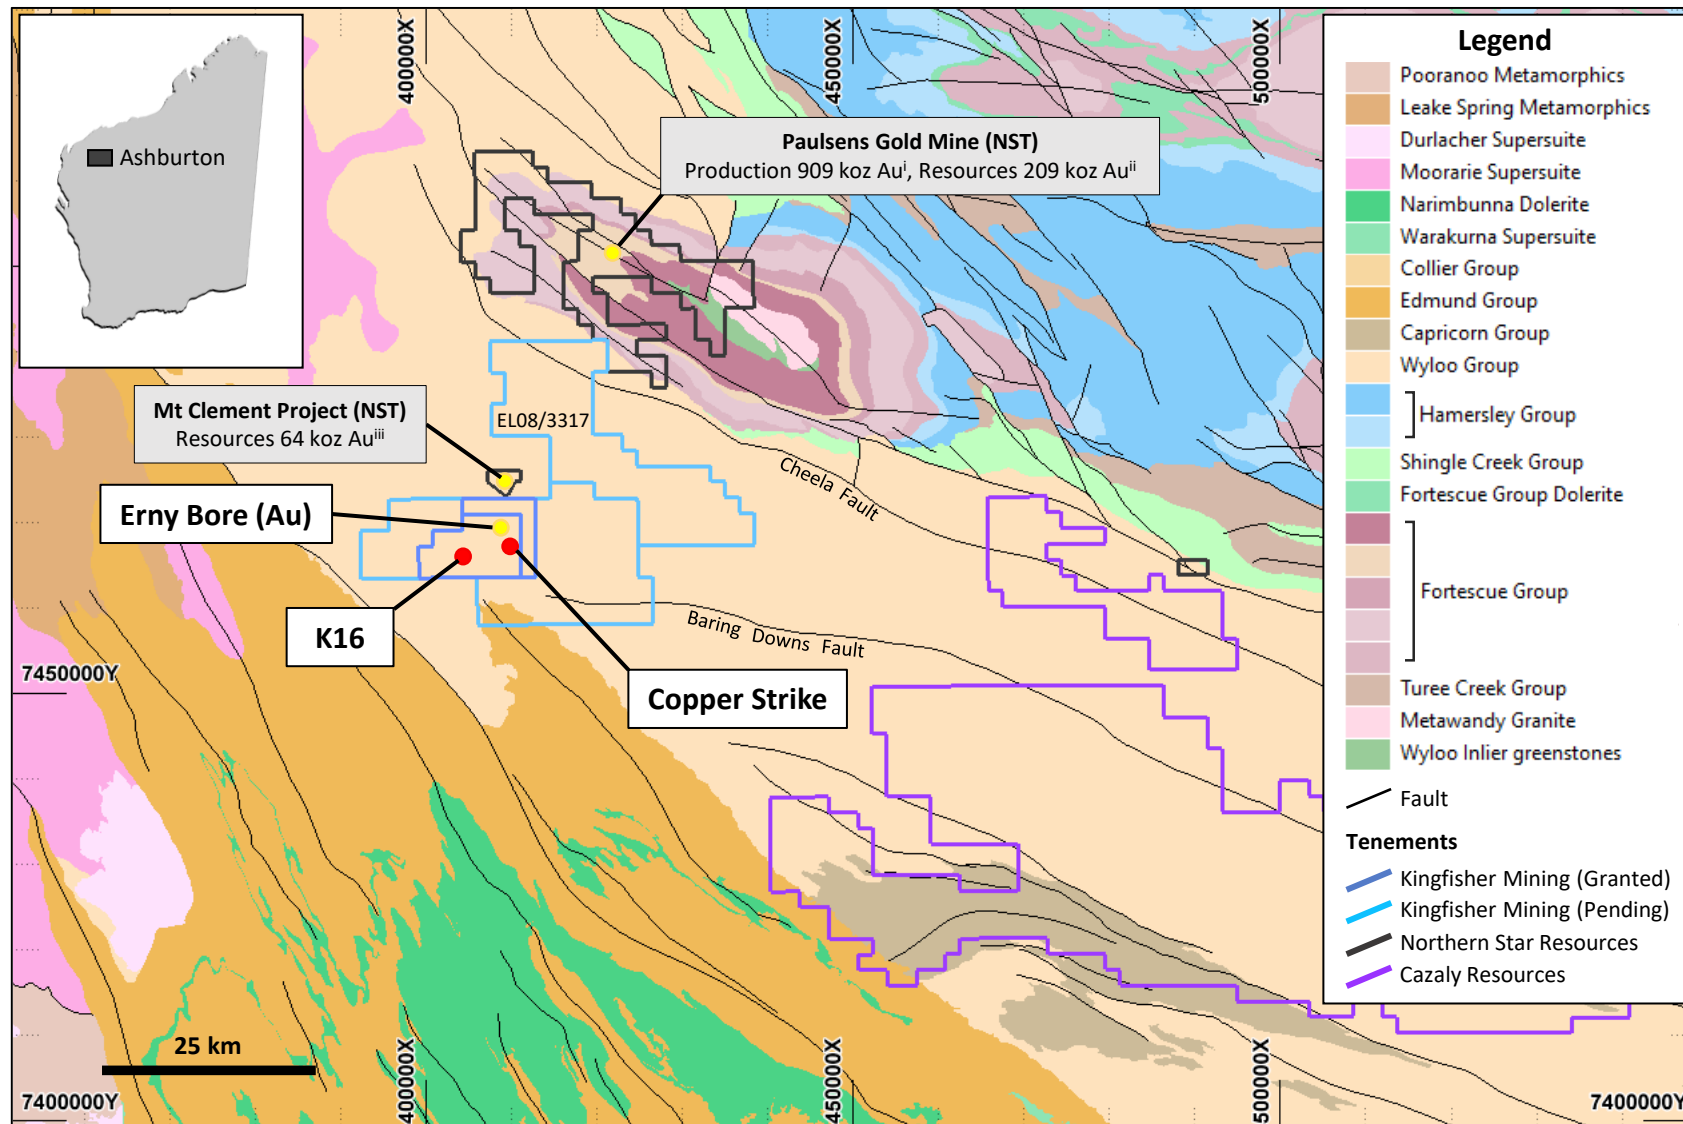 400000X
450000X
500000X
Ashburton
Paulsens Gold Mine (NST)
Production 909 koz Auⁱ, Resources 209 koz Auⁱⁱ
Mt Clement Project (NST)
Resources 64 koz Auⁱⁱⁱ
EL08/3317
Erny Bore (Au)
K16
Copper Strike
Cheela Fault
Baring Downs Fault
7450000Y
25 km
7400000Y
400000X
450000X
500000X
7400000Y
Legend
Pooranoo Metamorphics
Leake Spring Metamorphics
Durlacher Supersuite
Moorarie Supersuite
Narimbunna Dolerite
Warakurna Supersuite
Collier Group
Edmund Group
Capricorn Group
Wyloo Group
Hamersley Group
Shingle Creek Group
Fortescue Group Dolerite
Fortescue Group
Turee Creek Group
Metawandy Granite
Wyloo Inlier greenstones
Fault
Tenements
Kingfisher Mining (Granted)
Kingfisher Mining (Pending)
Northern Star Resources
Cazaly Resources